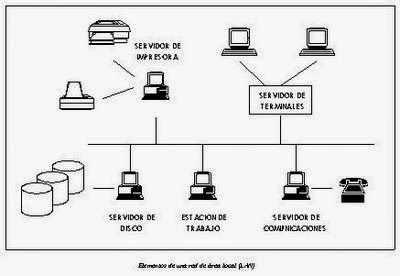 SERVIDOR DE
IMPRESORA
SERVIDOR DE
TERMINALES
SERVIDOR DE
DISCO
ESTACION DE
TRABAJO
SERVIDOR DE
COMUNICACIONES
Elementos de una red de área local (LAN)